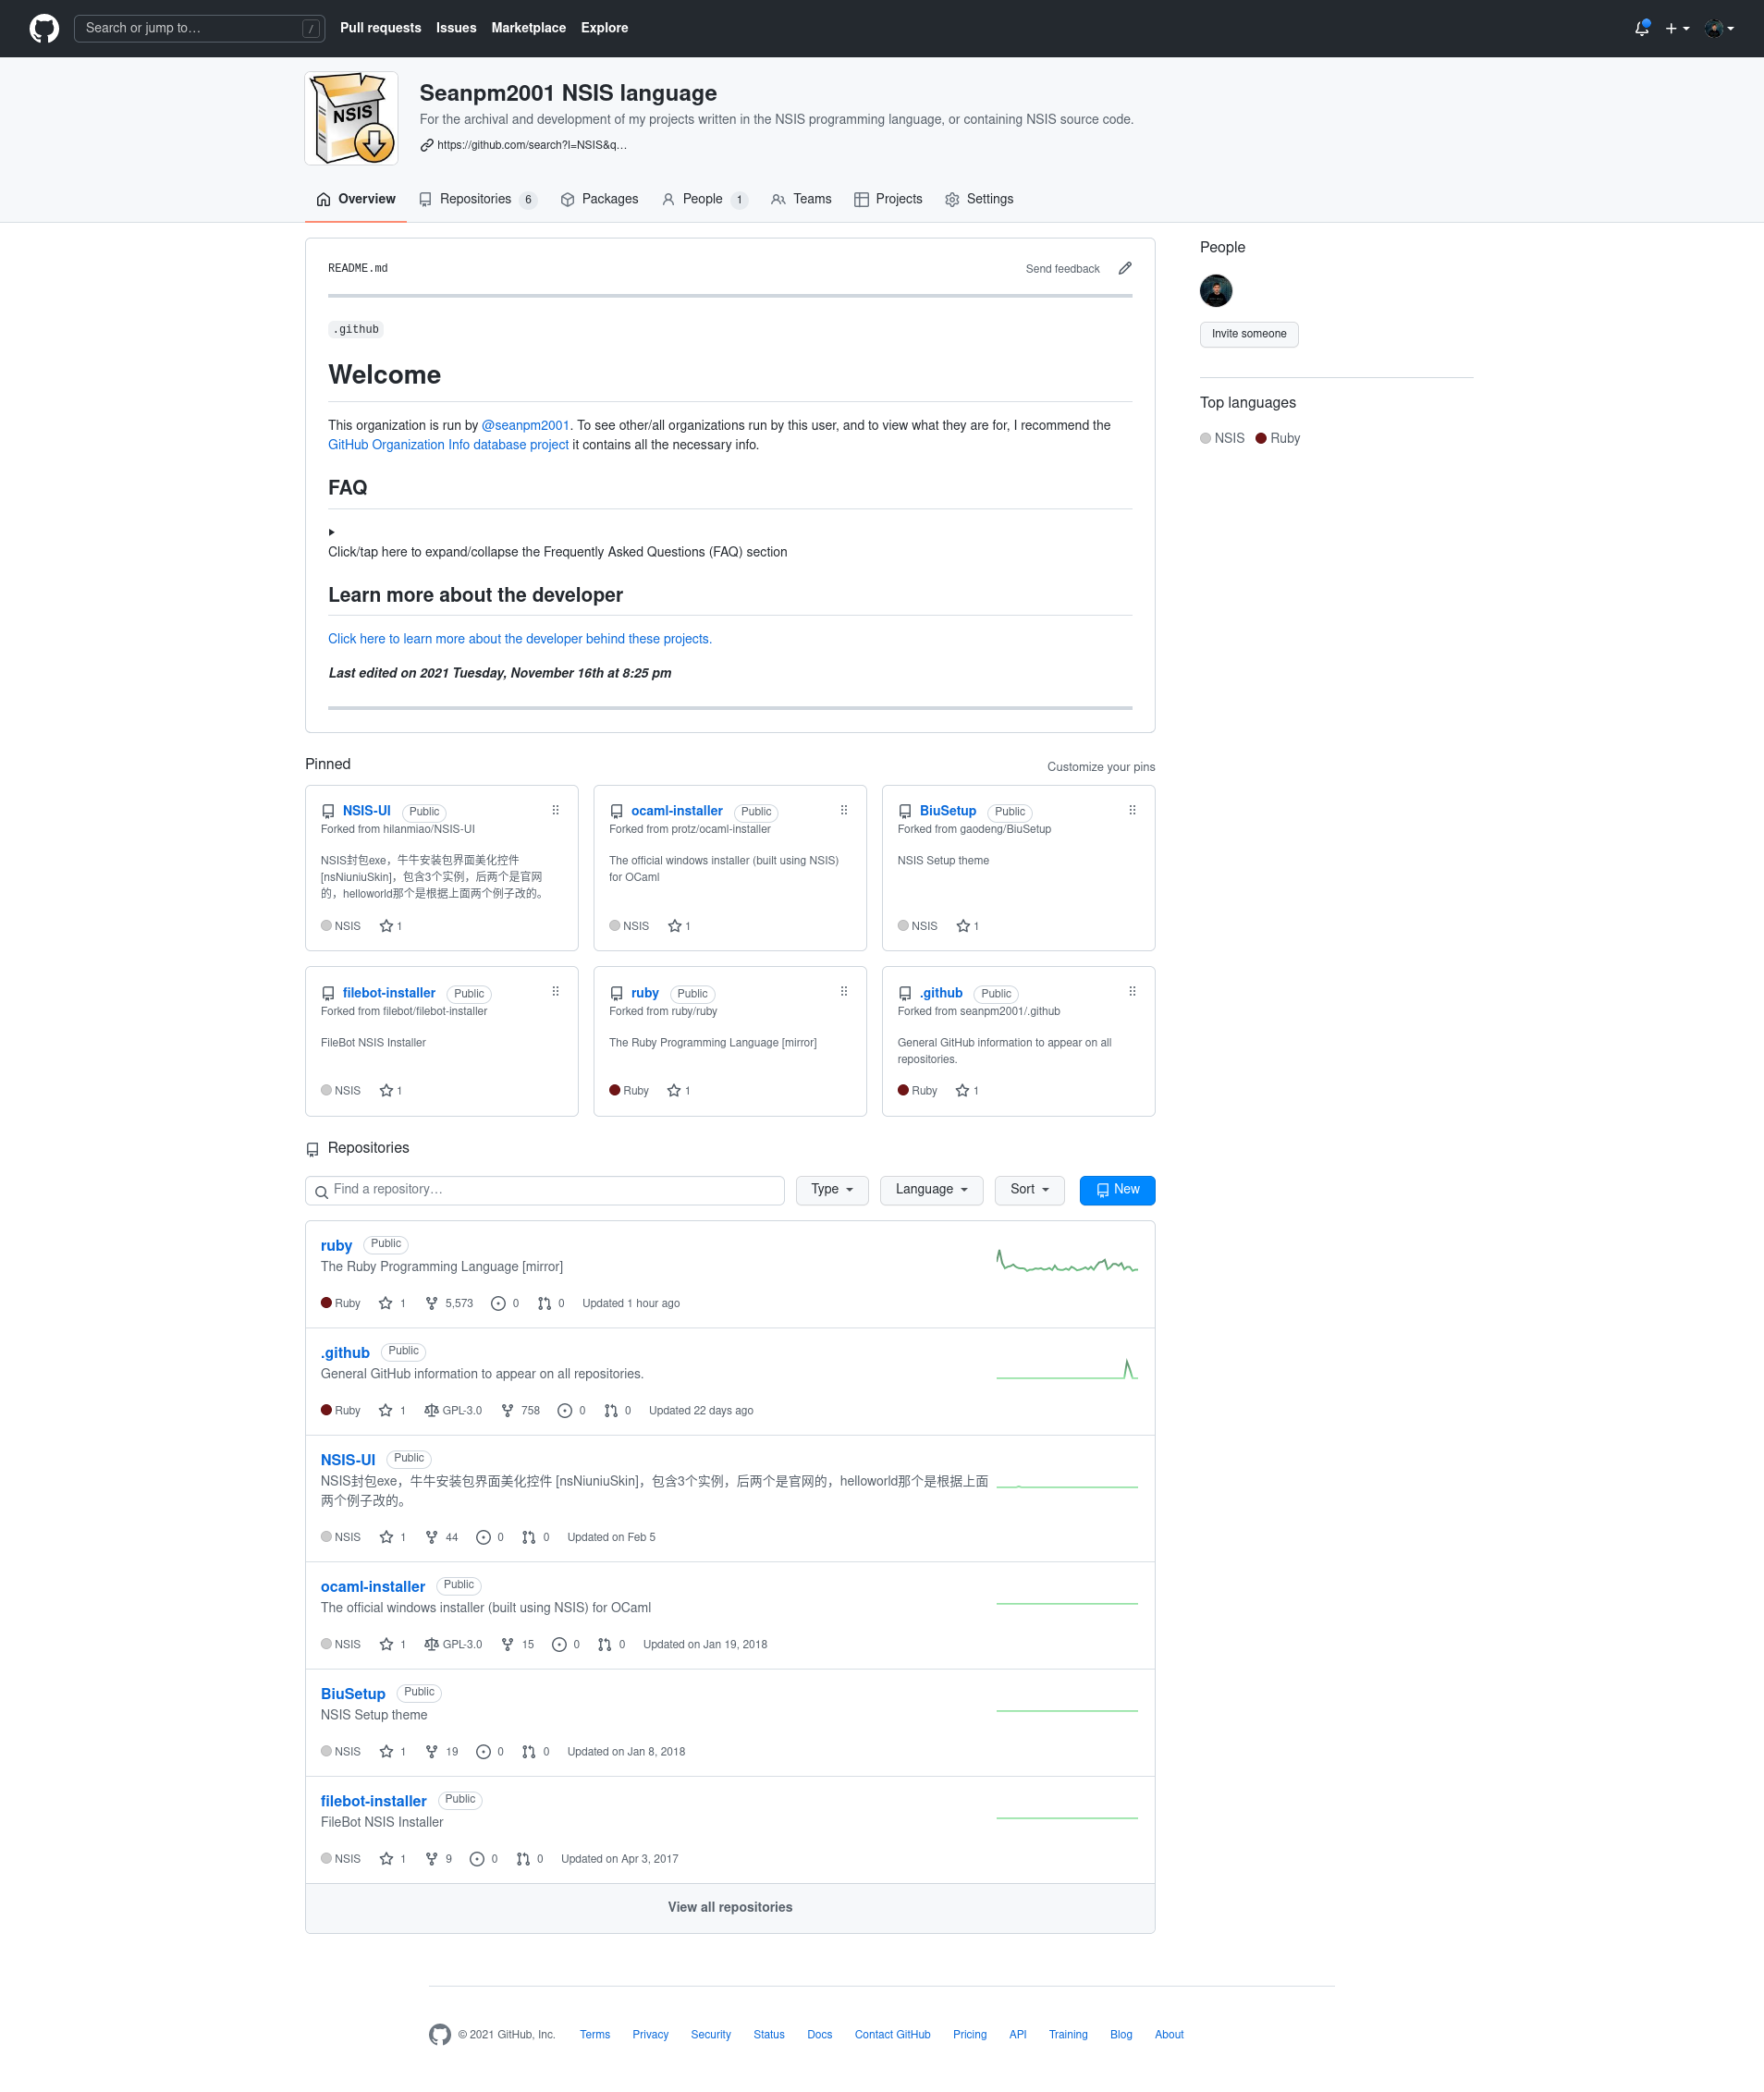 Search or jump to… /
Pull requests Issues Marketplace Explore
NSIS
Seanpm2001 NSIS language
For the archival and development of my projects written in the NSIS programming language, or containing NSIS source code.
https://github.com/search?l=NSIS&q…
Overview Repositories 6 Packages People 1 Teams Projects Settings
README.md Send feedback
.github
Welcome
This organization is run by @seanpm2001. To see other/all organizations run by this user, and to view what they are for, I recommend the
GitHub Organization Info database project it contains all the necessary info.
FAQ
Click/tap here to expand/collapse the Frequently Asked Questions (FAQ) section
Learn more about the developer
Click here to learn more about the developer behind these projects.
Last edited on 2021 Tuesday, November 16th at 8:25 pm
People
Invite someone
Top languages
NSIS Ruby
Pinned Customize your pins
NSIS-UI Public
Forked from hilanmiao/NSIS-UI
NSIS封包exe，牛牛安装包界面美化控件
[nsNiuniuSkin]，包含3个实例，后两个是官网
的，helloworld那个是根据上面两个例子改的。
NSIS 1
ocaml-installer Public
Forked from protz/ocaml-installer
The official windows installer (built using NSIS)
for OCaml
NSIS 1
BiuSetup Public
Forked from gaodeng/BiuSetup
NSIS Setup theme
NSIS 1
filebot-installer Public
Forked from filebot/filebot-installer
FileBot NSIS Installer
NSIS 1
ruby Public
Forked from ruby/ruby
The Ruby Programming Language [mirror]
Ruby 1
.github Public
Forked from seanpm2001/.github
General GitHub information to appear on all
repositories.
Ruby 1
Repositories
Find a repository… Type Language Sort New
ruby Public
The Ruby Programming Language [mirror]
Ruby 1 5,573 0 0 Updated 1 hour ago
.github Public
General GitHub information to appear on all repositories.
Ruby 1 GPL-3.0 758 0 0 Updated 22 days ago
NSIS-UI Public
NSIS封包exe，牛牛安装包界面美化控件 [nsNiuniuSkin]，包含3个实例，后两个是官网的，helloworld那个是根据上面
两个例子改的。
NSIS 1 44 0 0 Updated on Feb 5
ocaml-installer Public
The official windows installer (built using NSIS) for OCaml
NSIS 1 GPL-3.0 15 0 0 Updated on Jan 19, 2018
BiuSetup Public
NSIS Setup theme
NSIS 1 19 0 0 Updated on Jan 8, 2018
filebot-installer Public
FileBot NSIS Installer
NSIS 1 9 0 0 Updated on Apr 3, 2017
View all repositories
© 2021 GitHub, Inc. Terms Privacy Security Status Docs Contact GitHub Pricing API Training Blog About